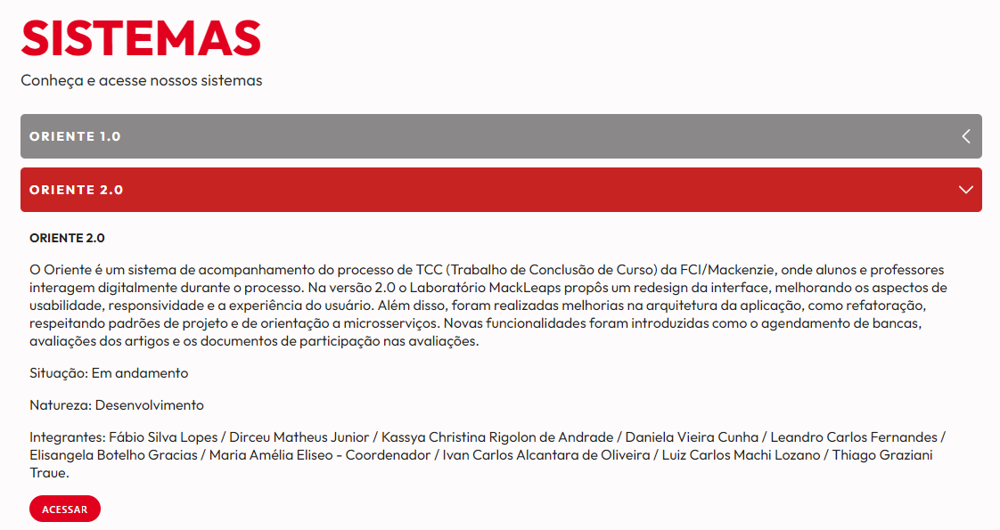 SISTEMAS
Conheça e acesse nossos sistemas
ORIENTE 1.0
ORIENTE 2.0
ORIENTE 2.0
O Oriente é um sistema de acompanhamento do processo de TCC (Trabalho de Conclusão de Curso) da FCI/Mackenzie, onde alunos e professores
interagem digitalmente durante o processo. Na versão 2.0 o Laboratório MackLeaps propôs um redesign da interface, melhorando os aspectos de
usabilidade, responsividade e a experiência do usuário. Além disso, foram realizadas melhorias na arquitetura da aplicação, como refatoração,
respeitando padrões de projeto e de orientação a microsserviços. Novas funcionalidades foram introduzidas como o agendamento de bancas,
avaliações dos artigos e os documentos de participação nas avaliações.
Situação: Em andamento
Natureza: Desenvolvimento
Integrantes: Fábio Silva Lopes / Dirceu Matheus Junior / Kassya Christina Rigolon de Andrade / Daniela Vieira Cunha / Leandro Carlos Fernandes /
Elisangela Botelho Gracias / Maria Amélia Eliseo - Coordenador / Ivan Carlos Alcantara de Oliveira / Luiz Carlos Machi Lozano / Thiago Graziani
Traue.
ACESSAR